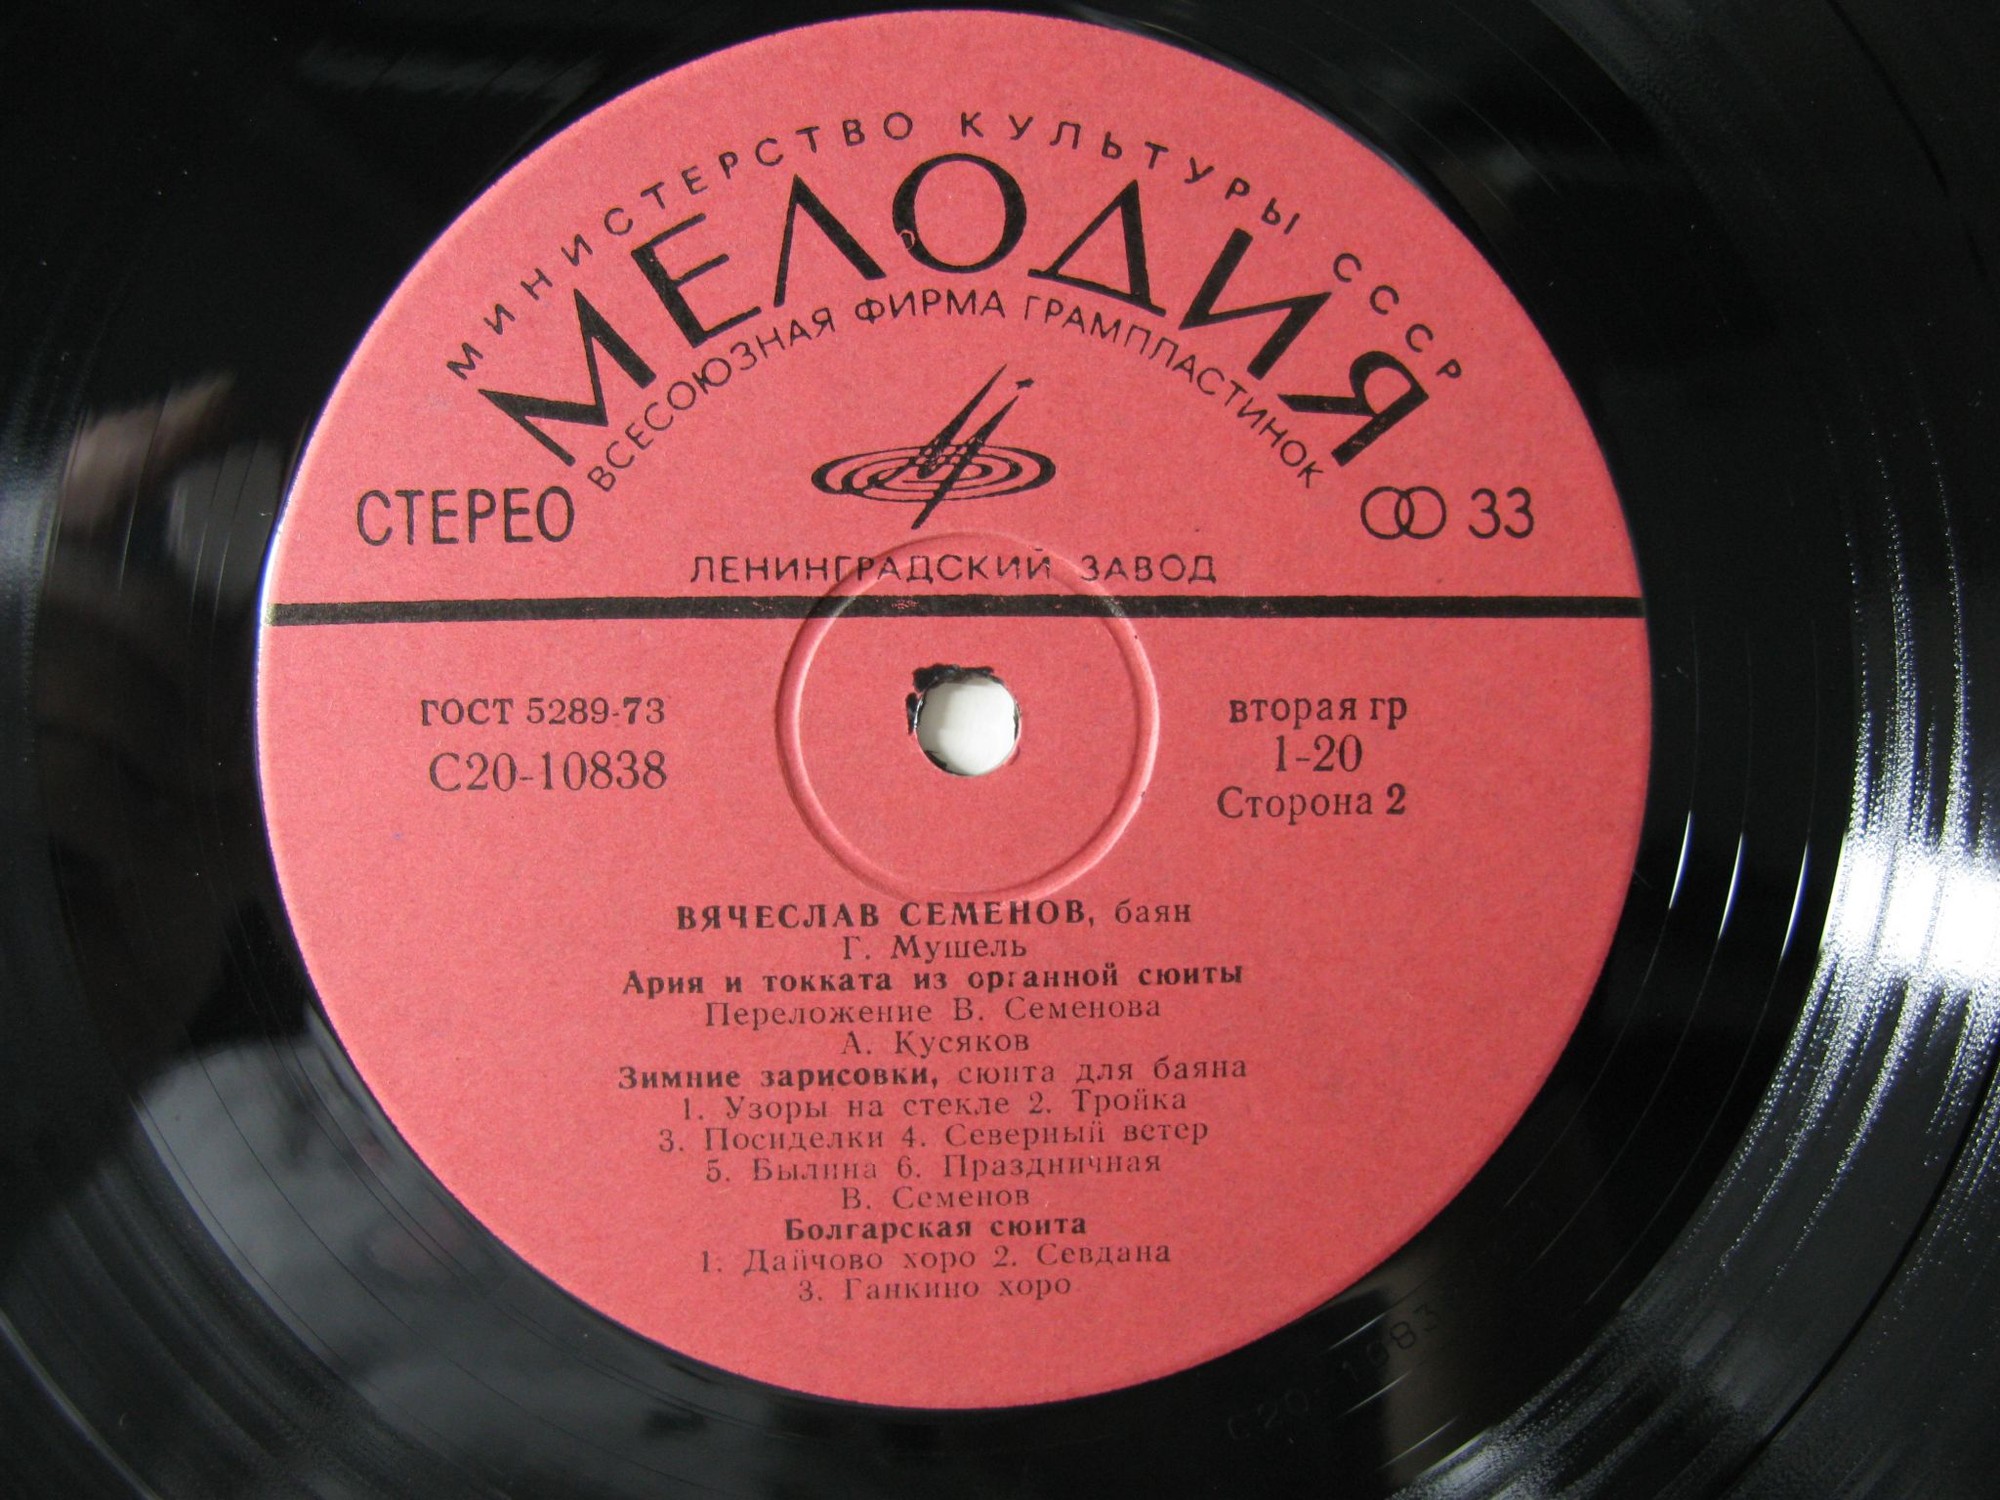 МИНИСТЕРСТВО КУЛЬТУРЫ СССР
МЕЛОДИЯ
ВСЕСОЮЗНАЯ ФИРМА ГРАМПЛАСТИНОК
СТЕРЕО
33
ЛЕНИНГРАДСКИЙ ЗАВОД
ГОСТ 5289-73
С20-10838
вторая гр
1-20
Сторона 2
ВЯЧЕСЛАВ СЕМЕНОВ, баян
Г. Мушель
Ария и токката из органной сюиты
Переложение В. Семенова
А. Кусяков
Зимние зарисовки, сюита для баяна
1. Узоры на стекле 2. Тройка
3. Посиделки 4. Северный ветер
5. Былина 6. Праздничная
В. Семенов
Болгарская сюита
1. Дайчово хоро 2. Севдана
3. Ганкино хоро